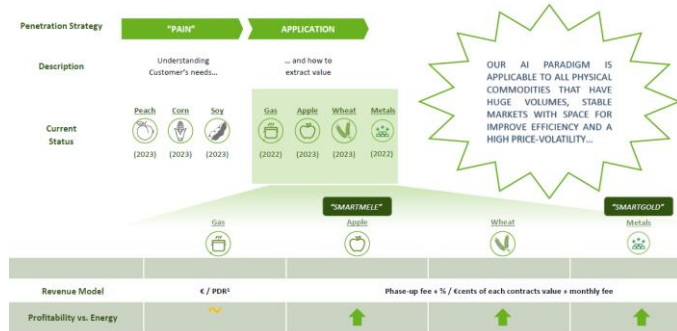 Penetration Strategy
"PAIN"
APPLICATION
Description
Understanding
Customer's needs...
... and how to
extract value
OUR AI PARADIGM IS
APPLICABLE TO ALL PHYSICAL
COMMODITIES THAT HAVE
HUGE VOLUMES, STABLE
MARKETS WITH SPACE FOR
IMPROVE EFFICIENCY AND A
HIGH PRICE-VOLATILITY...
Current
Status
Peach Corn Soy Gas Apple Wheat Metals
(2023) (2023) (2023) (2022) (2023) (2023) (2022)
"SMARTMELE" "SMARTGOLD"
Gas Apple Wheat Metals
Revenue Model € / PDR¹ Phase-up fee + % / €cents of each contracts value + monthly fee
Profitability vs. Energy ~